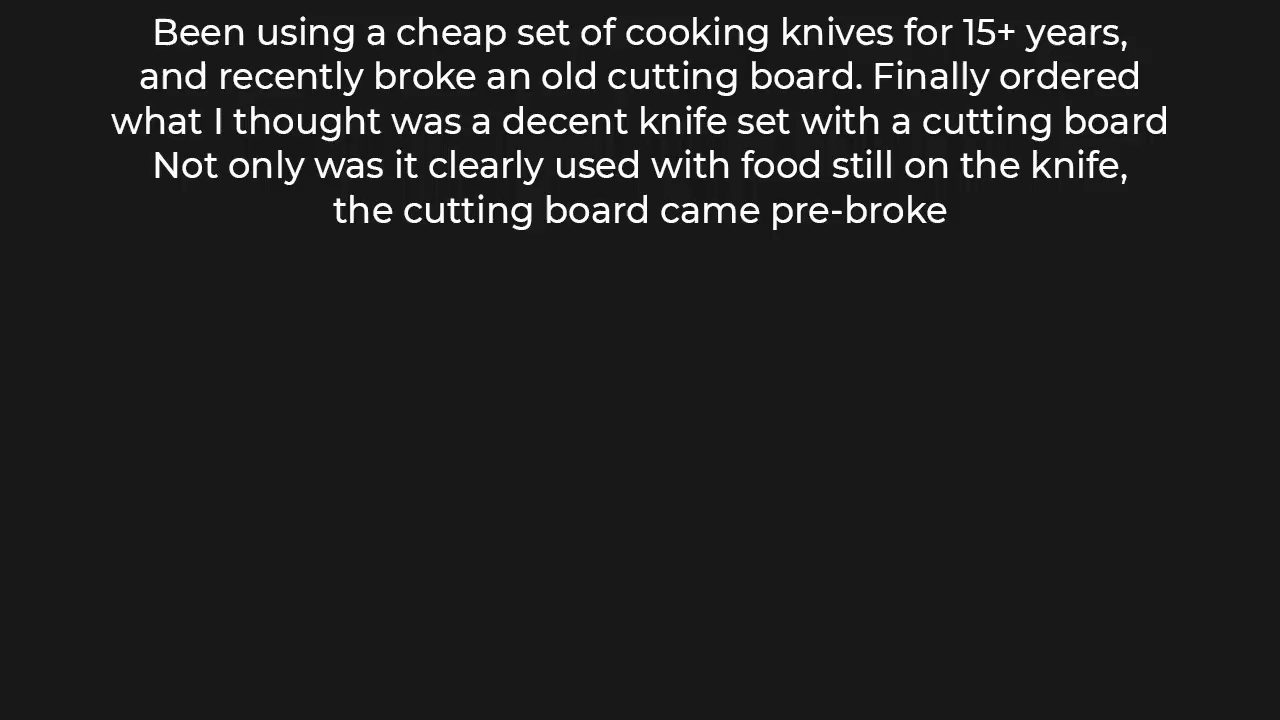 Been using a cheap set of cooking knives for 15+ years,
and recently broke an old cutting board. Finally ordered
what I thought was a decent knife set with a cutting board
Not only was it clearly used with food still on the knife,
the cutting board came pre-broke